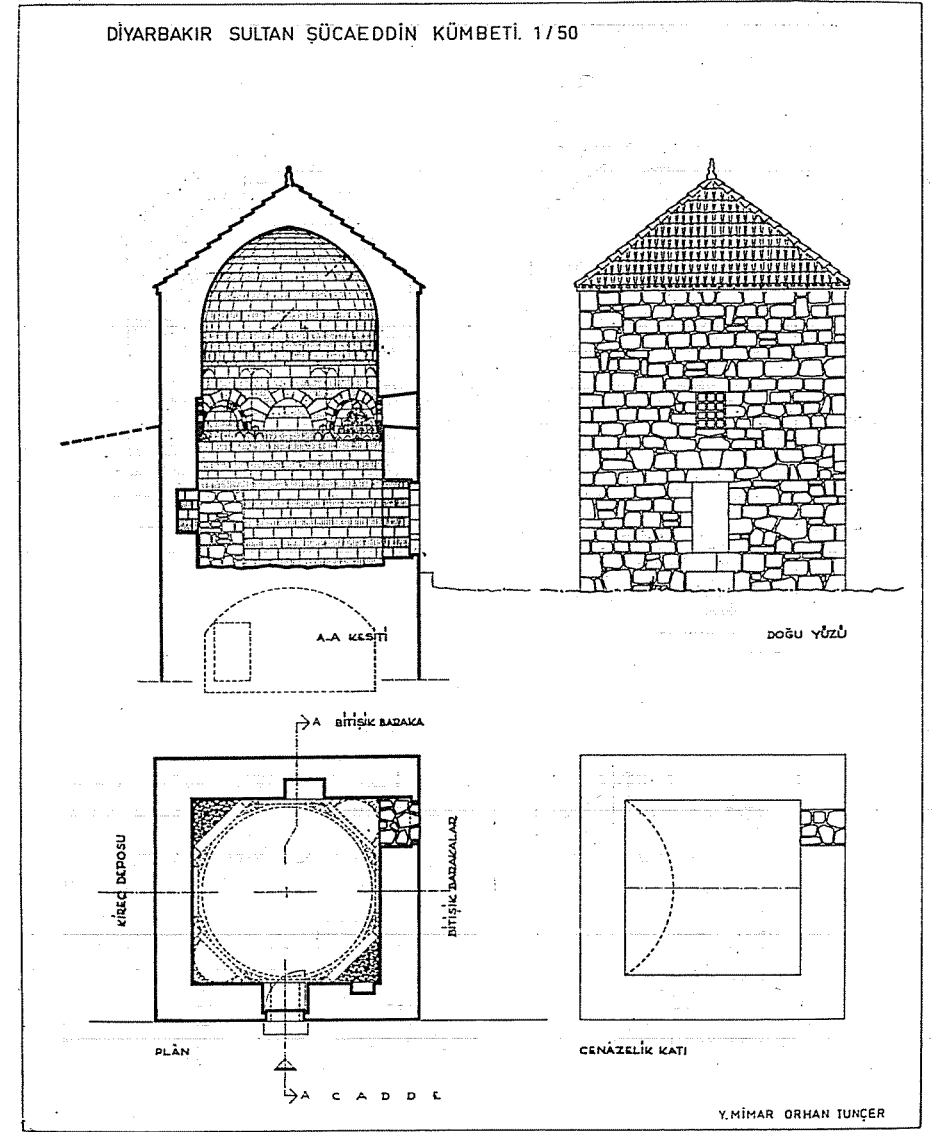 DİYARBAKIR SULTAN ŞÜCAEDDİN KÜMBETİ. 1/50
A-A KESİTİ
DOĞU YÜZÜ
A BİTİŞİK BARAKA
KİREÇ DEPOSU
BİTİŞİK BARAKALAR
PLÂN
CENÂZELİK KATI
A CADDE
Y.MİMAR ORHAN TUNÇER